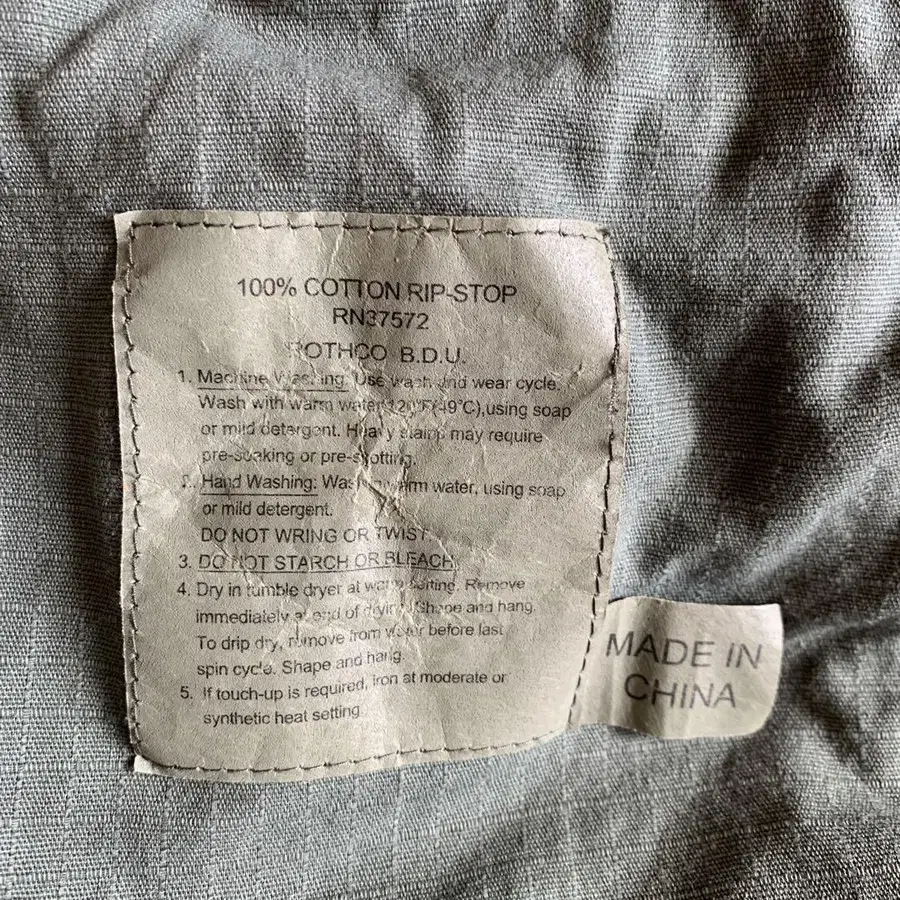 100% COTTON RIP-STOP
RN37572
ROTHCO B.D.U.
1. Machine Washing: Use wash and wear cycle.
Wash with warm water 120°F(49°C),using soap
or mild detergent. Heavy stains may require
pre-soaking or pre-spotting.
2. Hand Washing: Wash in warm water, using soap
or mild detergent.
DO NOT WRING OR TWIST.
3. DO NOT STARCH OR BLEACH.
4. Dry in tumble dryer at warm setting. Remove
immediately at end of drying. Shape and hang.
To drip dry, remove from water before last
spin cycle. Shape and hang.
5. If touch-up is required, iron at moderate or
synthetic heat setting
MADE IN
CHINA